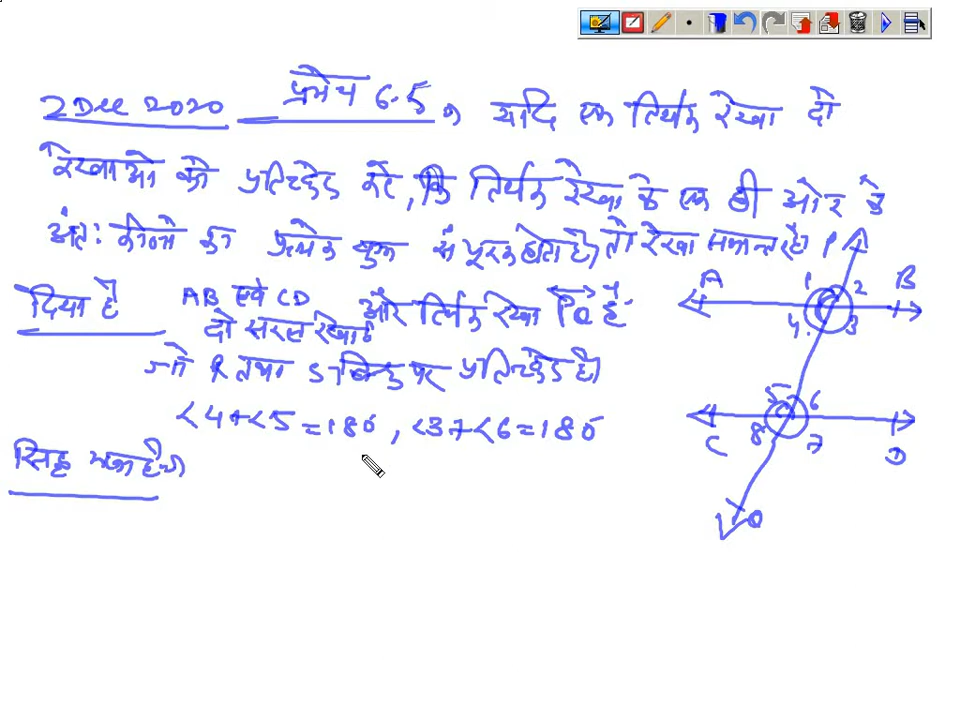 2 Dec 2020 प्रमेय 6.5 यदि एक तिर्यक रेखा दो
रेखाओ को प्रतिच्छेद करे, कि तिर्यक रेखा के एक ही ओर के
अंत: कोणो का प्रत्येक युग्म संपूरक होता है, तो रेखा समान्तर है।
दिया है AB एवं CD और तिर्यक रेखा PQ है
दो सरल रेखाएं
जो R तथा S बिन्दु पर प्रतिच्छेद है।
<4+<5=180, <3+<6=180
सिद्ध करना है
P
A 1 2 B
4 3
5 6
C 8 7 D
Q